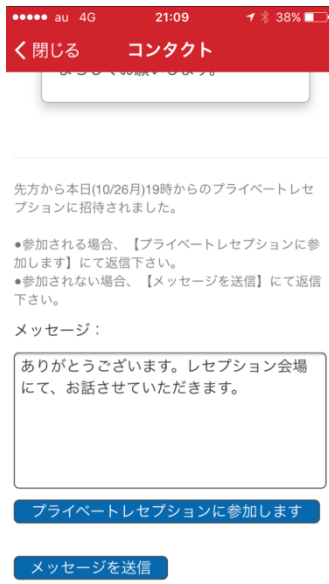 au 4G 21:09 38%
閉じる コンタクト
お願いします。
先方から本日(10/26月)19時からのプライベートレセ
プションに招待されました。
●参加される場合、【プライベートレセプションに参
加します】にて返信下さい。
●参加されない場合、【メッセージを送信】にて返信
下さい。
メッセージ：
ありがとうございます。レセプション会場
にて、お話させていただきます。
プライベートレセプションに参加します
メッセージを送信